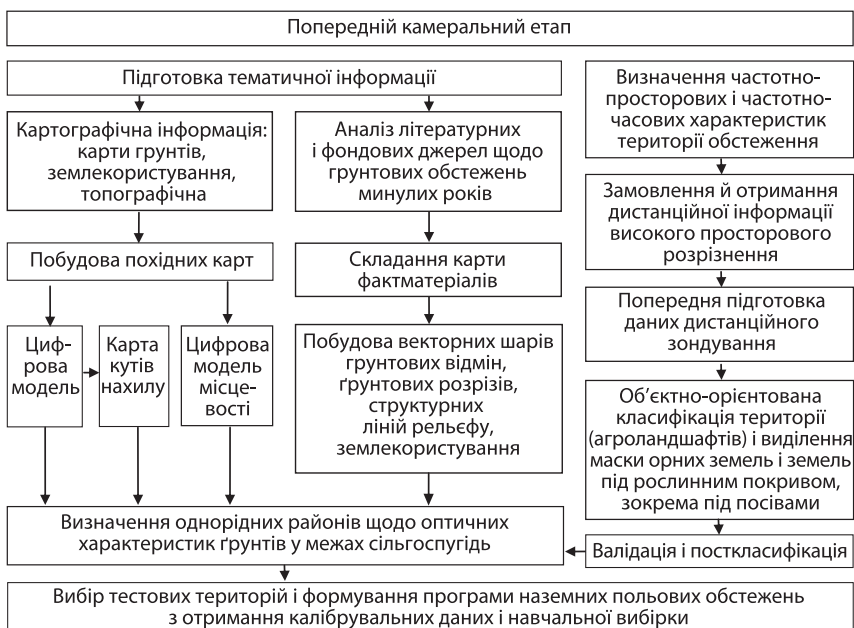 Попередній камеральний етап
Підготовка тематичної інформації
Картографічна інформація:
карти ґрунтів,
землекористування,
топографічна
Побудова похідних карт
Циф-
рова
модель
Карта
кутів
нахилу
Цифрова
модель
місце-
вості
Аналіз літературних
і фондових джерел щодо
ґрунтових обстежень
минулих років
Складання карти
фактматеріалів
Побудова векторних шарів
ґрунтових відмін,
ґрунтових розрізів,
структурних
ліній рельєфу,
землекористування
Визначення частотно-
просторових і частотно-
часових характеристик
території обстеження
Замовлення й отримання
дистанційної інформації
високого просторового
розрізнення
Попередня підготовка
даних дистанційного
зондування
Об’єктно-орієнтована
класифікація території
(агроландшафтів) і виділення
маски орних земель і земель
під рослинним покривом,
зокрема під посівами
Валідація і посткласифікація
Визначення однорідних районів щодо оптичних
характеристик ґрунтів у межах сільгоспугідь
Вибір тестових територій і формування програми наземних польових обстежень
з отримання калібрувальних даних і навчальної вибірки